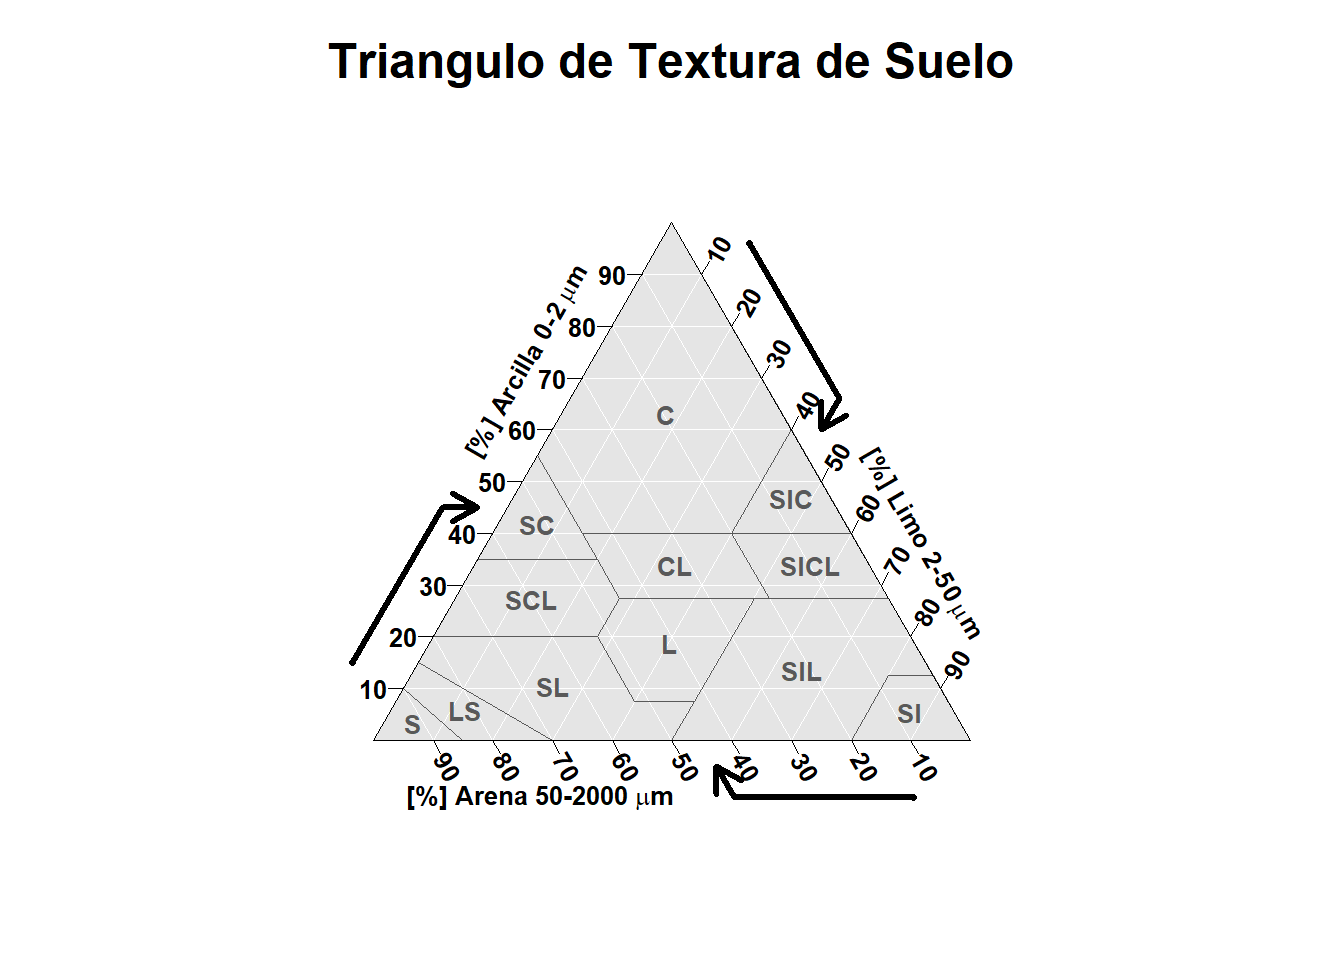 Triangulo de Textura de Suelo
[%] Arcilla 0-2 μm
90
80
70
60
50
40
30
20
10
10
20
30
40
50
60
70
80
90
[%] Limo 2-50 μm
C
SIC
SC
CL
SICL
SCL
L
SIL
SL
LS
S
SI
90
80
70
60
50
40
30
20
10
[%] Arena 50-2000 μm